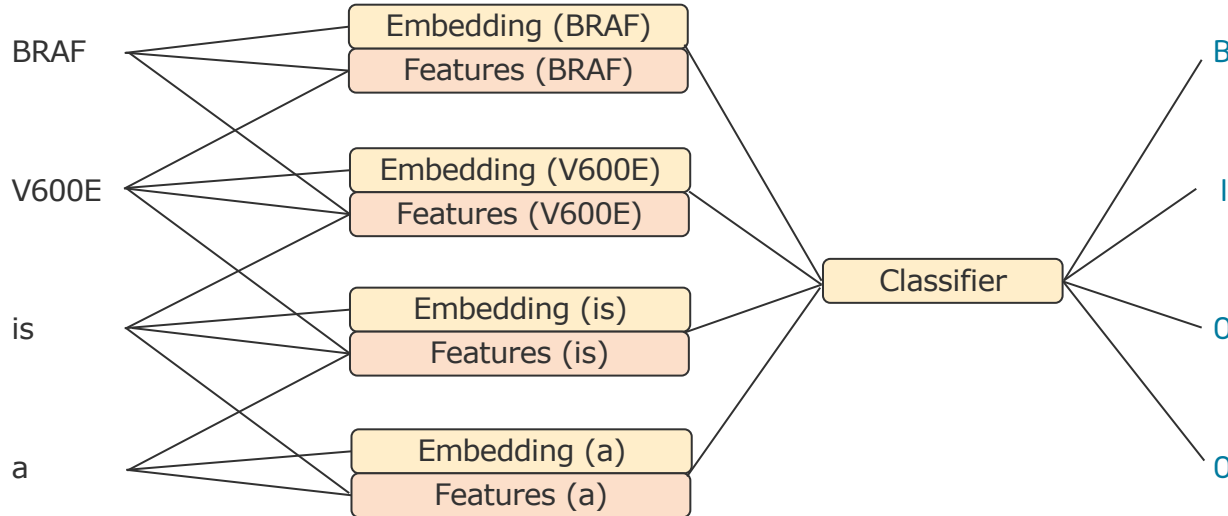 BRAF
Embedding (BRAF)
Features (BRAF)
B
V600E
Embedding (V600E)
Features (V600E)
I
Classifier
is
Embedding (is)
Features (is)
O
a
Embedding (a)
Features (a)
O